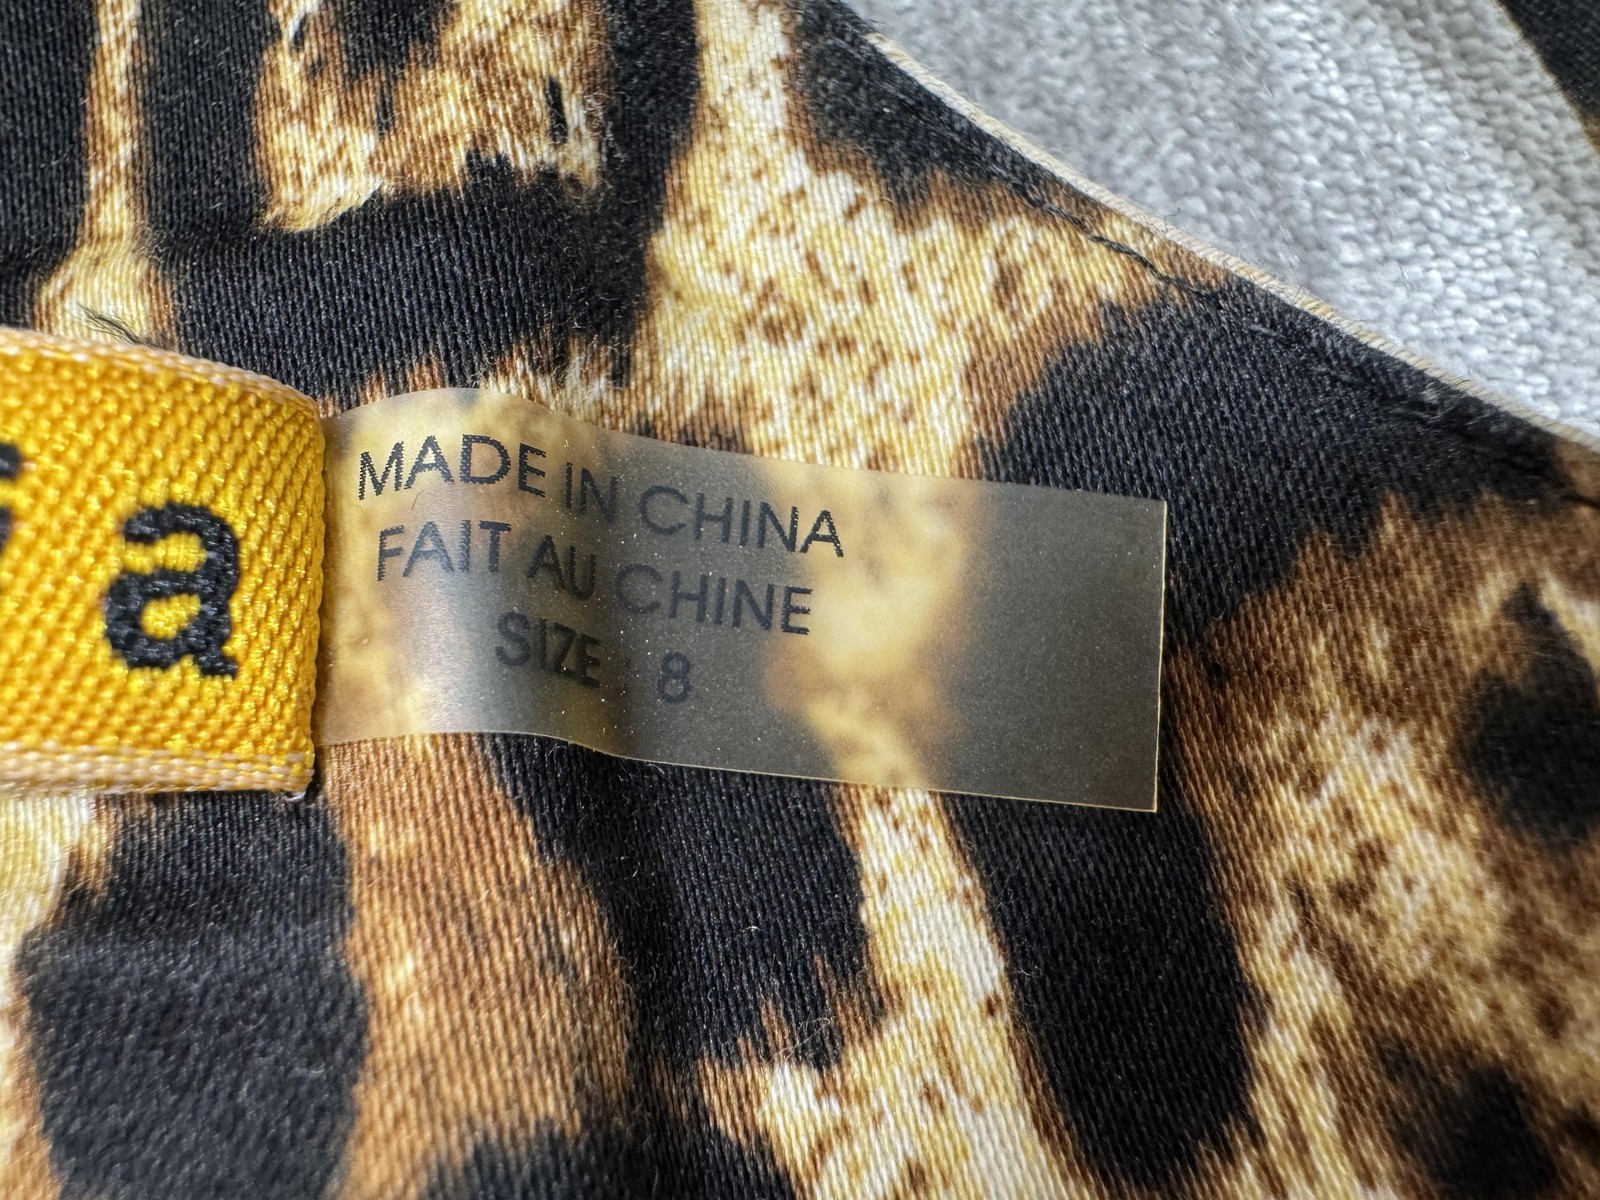 a
MADE IN CHINA
FAIT AU CHINE
SIZE 8